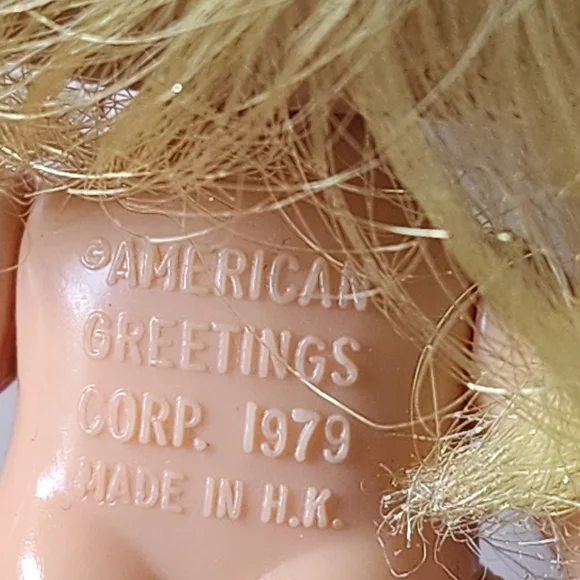 ©AMERICAN
GREETINGS
CORP. 1979
MADE IN H.K.